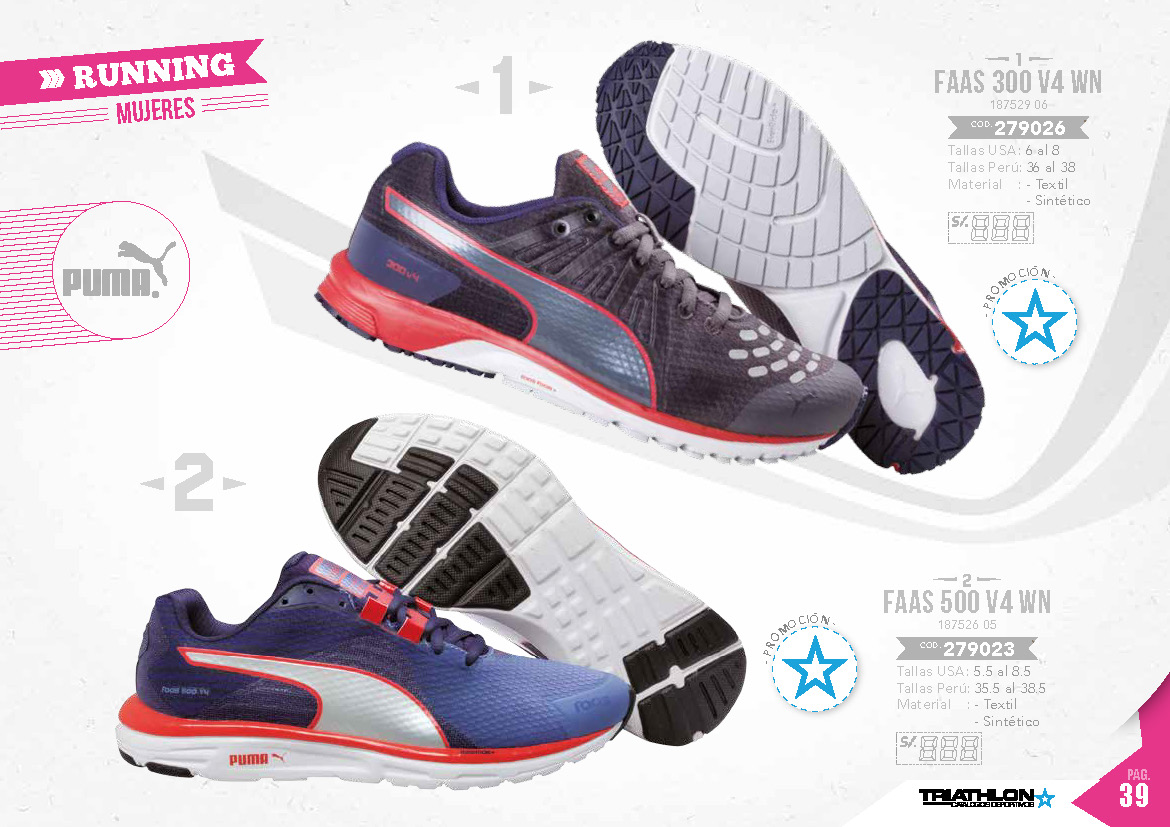 RUNNING
MUJERES
PUMA.
1
1
FAAS 300 V4 WN
187529 06
COD. 279026
Tallas USA: 6 al 8
Tallas Perú: 36 al 38
Material : - Textil
- Sintético
S/. 888
- PROMOCIÓN -
300 V4
2
faas 500 V4
PUMA
2
FAAS 500 V4 WN
187526 05
COD. 279023
Tallas USA: 5.5 al 8.5
Tallas Perú: 35.5 al 38.5
Material : - Textil
- Sintético
S/. 888
- PROMOCIÓN -
TRIATHLON
CATÁLOGOS DEPORTIVOS
PAG.
39